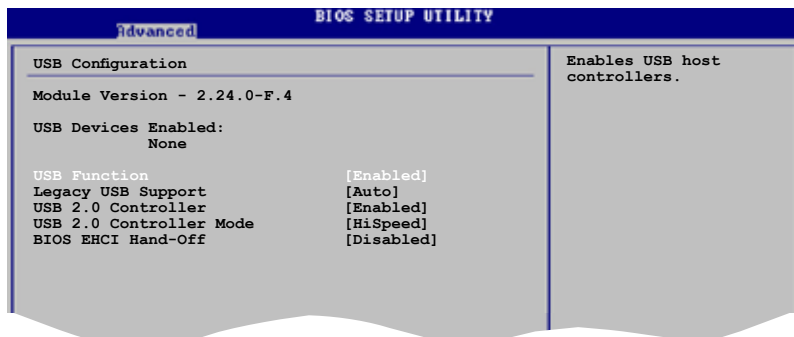 BIOS SETUP UTILITY
Advanced
USB Configuration
Module Version - 2.24.0-F.4
USB Devices Enabled:
None
USB Function [Enabled]
Legacy USB Support [Auto]
USB 2.0 Controller [Enabled]
USB 2.0 Controller Mode [HiSpeed]
BIOS EHCI Hand-Off [Disabled]
Enables USB host
controllers.